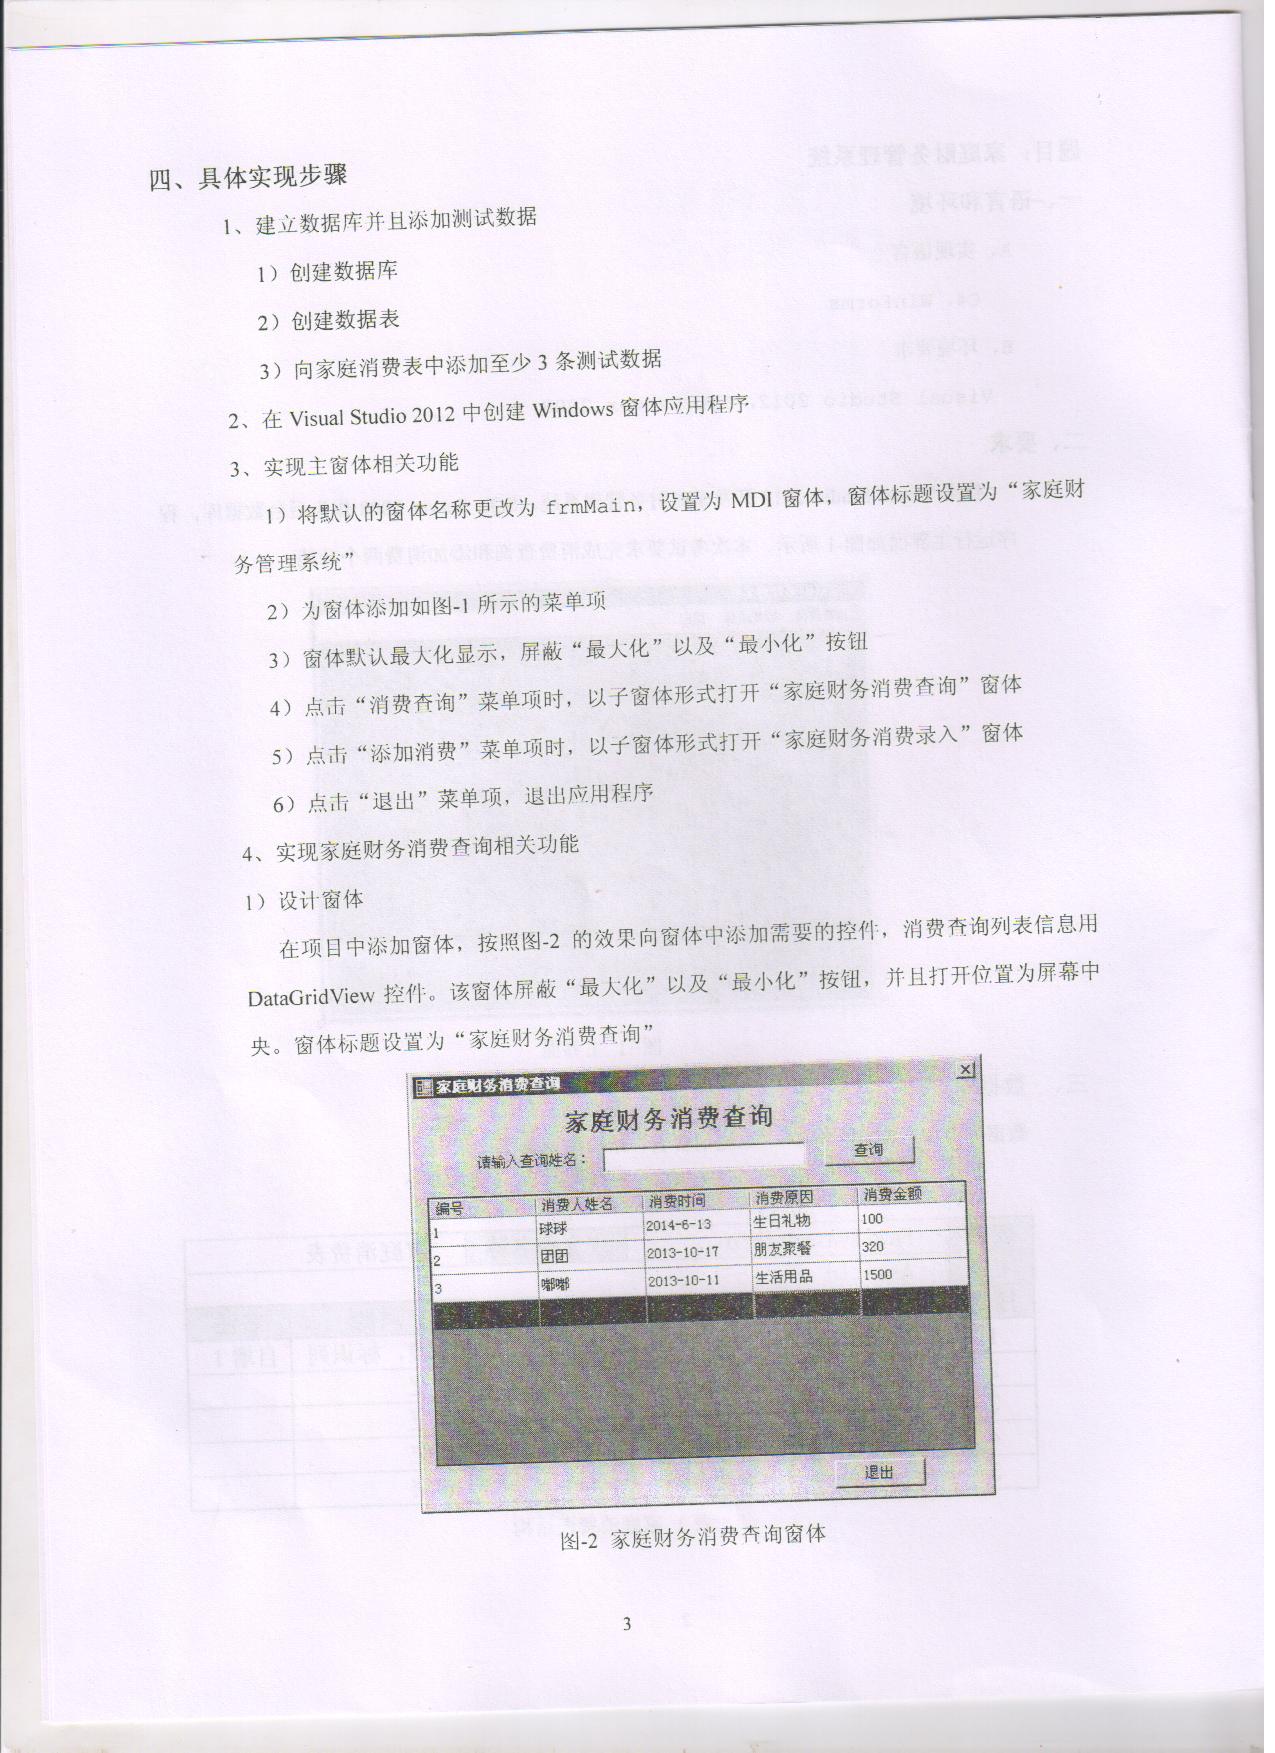 四、具体实现步骤
1、建立数据库并且添加测试数据
1）创建数据库
2）创建数据表
3）向家庭消费表中添加至少 3 条测试数据
2、在 Visual Studio 2012 中创建 Windows 窗体应用程序
3、实现主窗体相关功能
1）将默认的窗体名称更改为 frmMain，设置为 MDI 窗体，窗体标题设置为“家庭财
务管理系统”
2）为窗体添加如图-1 所示的菜单项
3）窗体默认最大化显示，屏蔽“最大化”以及“最小化”按钮
4）点击“消费查询”菜单项时，以子窗体形式打开“家庭财务消费查询”窗体
5）点击“添加消费”菜单项时，以子窗体形式打开“家庭财务消费录入”窗体
6）点击“退出”菜单项，退出应用程序
4、实现家庭财务消费查询相关功能
1）设计窗体
在项目中添加窗体，按照图-2 的效果向窗体中添加需要的控件，消费查询列表信息用
DataGridView 控件。该窗体屏蔽“最大化”以及“最小化”按钮，并且打开位置为屏幕中
央。窗体标题设置为“家庭财务消费查询”
家庭财务消费查询
家庭财务消费查询
请输入查询姓名： 查询
编号 消费人姓名 消费时间 消费原因 消费金额
1 球球 2014-6-13 生日礼物 100
2 团团 2013-10-17 朋友聚餐 320
3 嘟嘟 2013-10-11 生活用品 1500
退出
图-2 家庭财务消费查询窗体
3